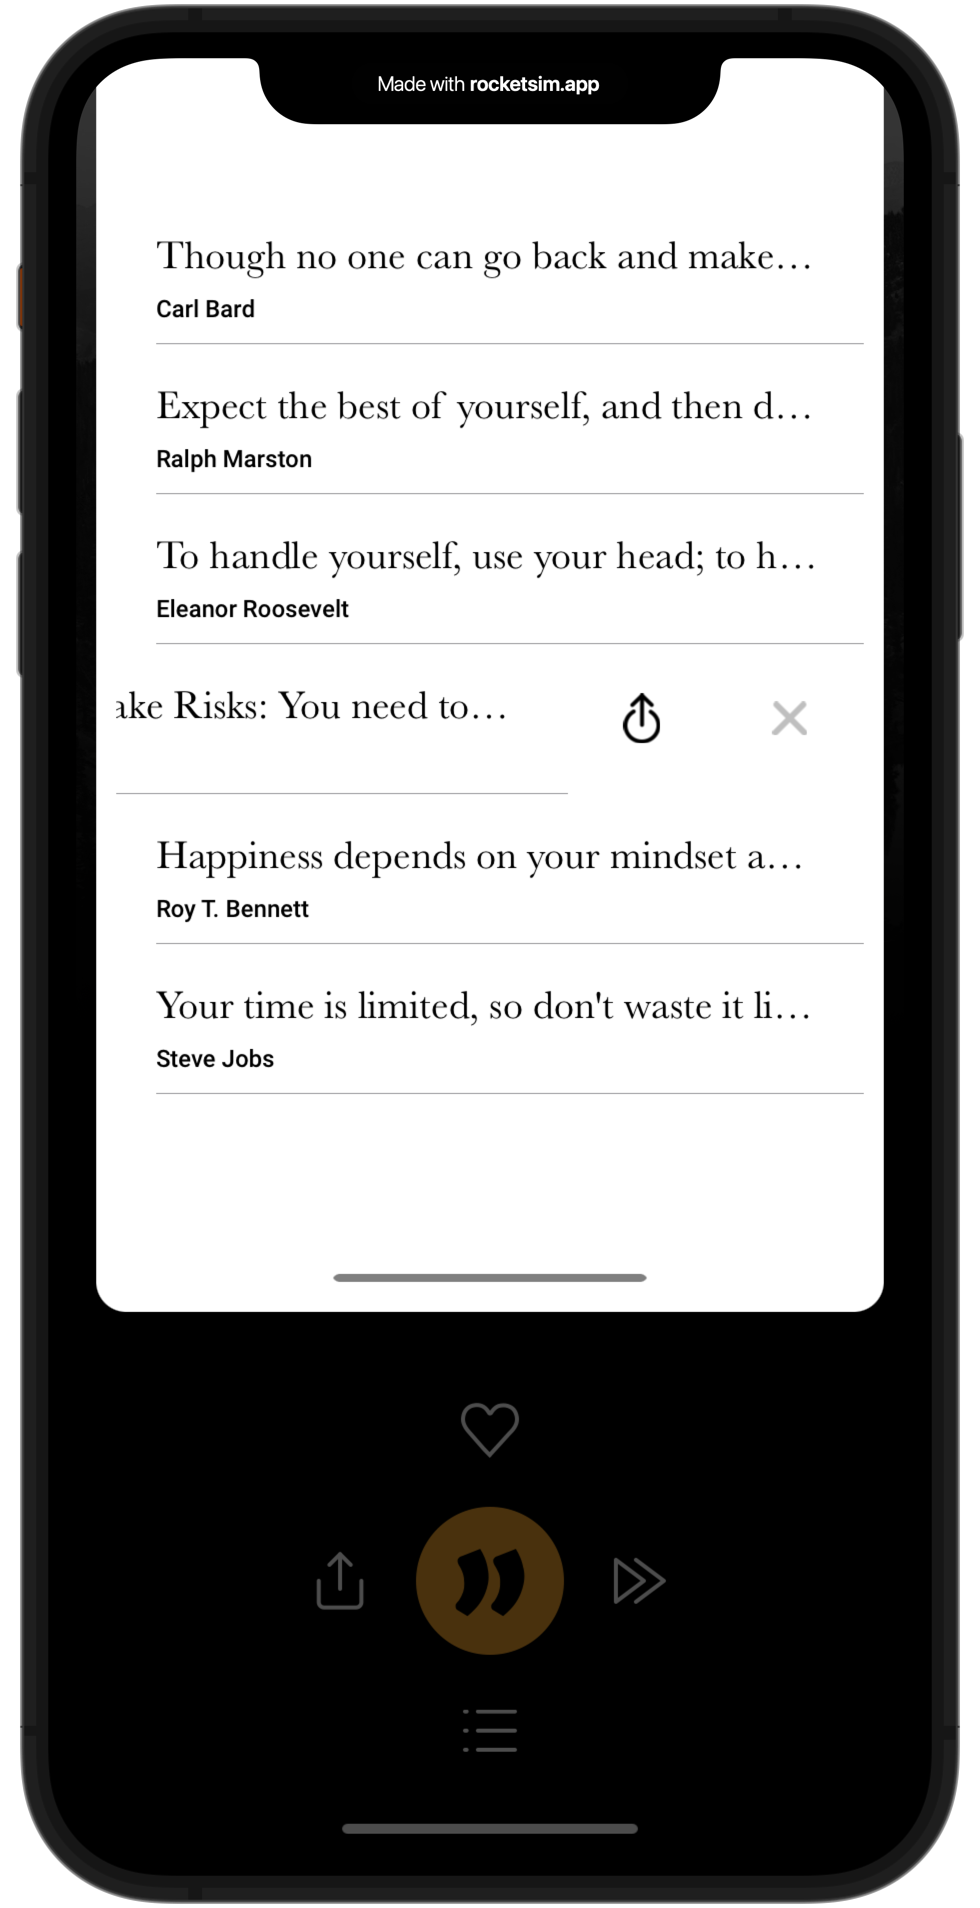 Made with rocketsim.app
Though no one can go back and make…
Carl Bard
Expect the best of yourself, and then d…
Ralph Marston
To handle yourself, use your head; to h…
Eleanor Roosevelt
ake Risks: You need to…
Happiness depends on your mindset a…
Roy T. Bennett
Your time is limited, so don't waste it li…
Steve Jobs